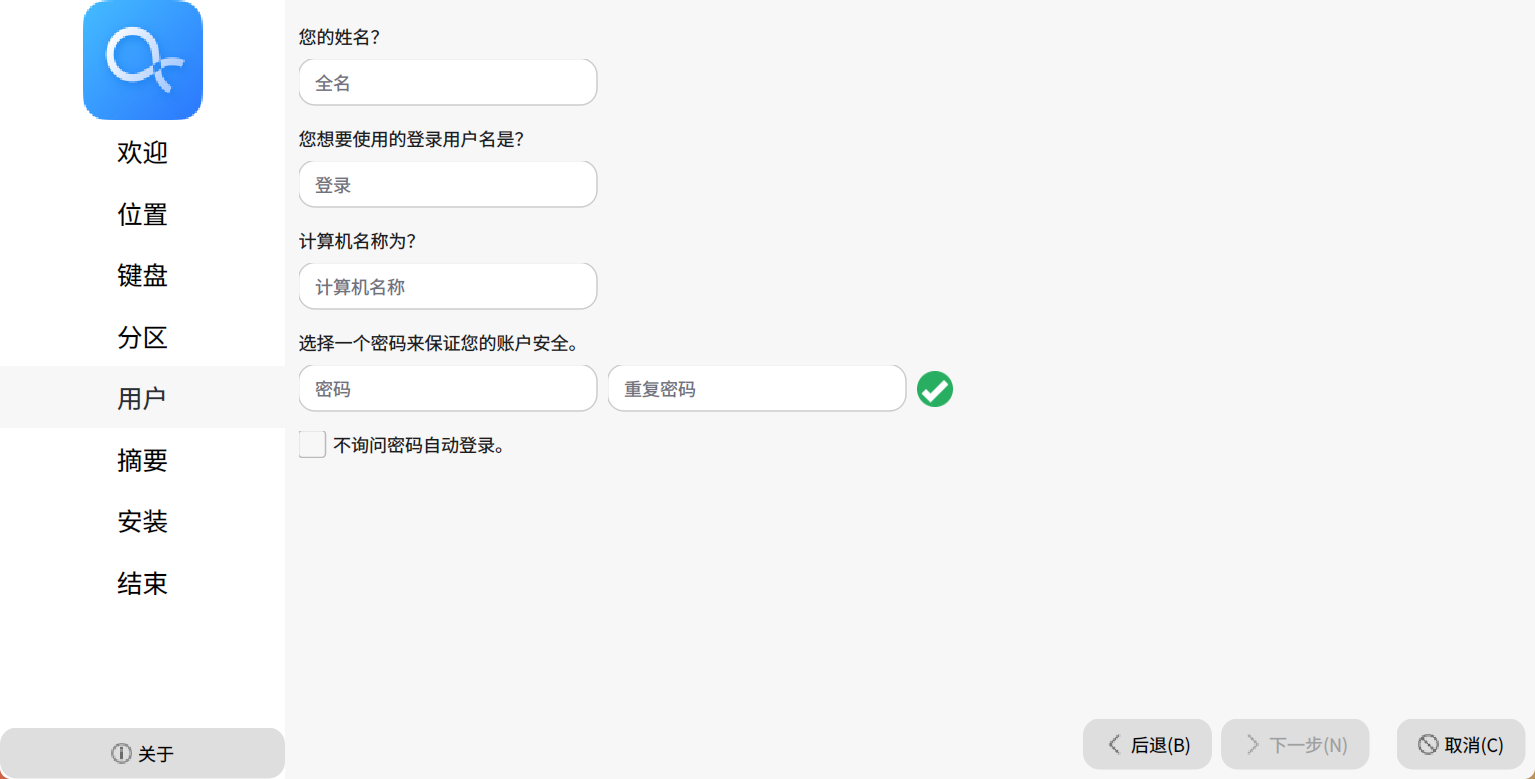 欢迎
位置
键盘
分区
用户
摘要
安装
结束
关于
您的姓名?
全名
您想要使用的登录用户名是?
登录
计算机名称为?
计算机名称
选择一个密码来保证您的账户安全。
密码 重复密码
不询问密码自动登录。
后退(B) 下一步(N) 取消(C)